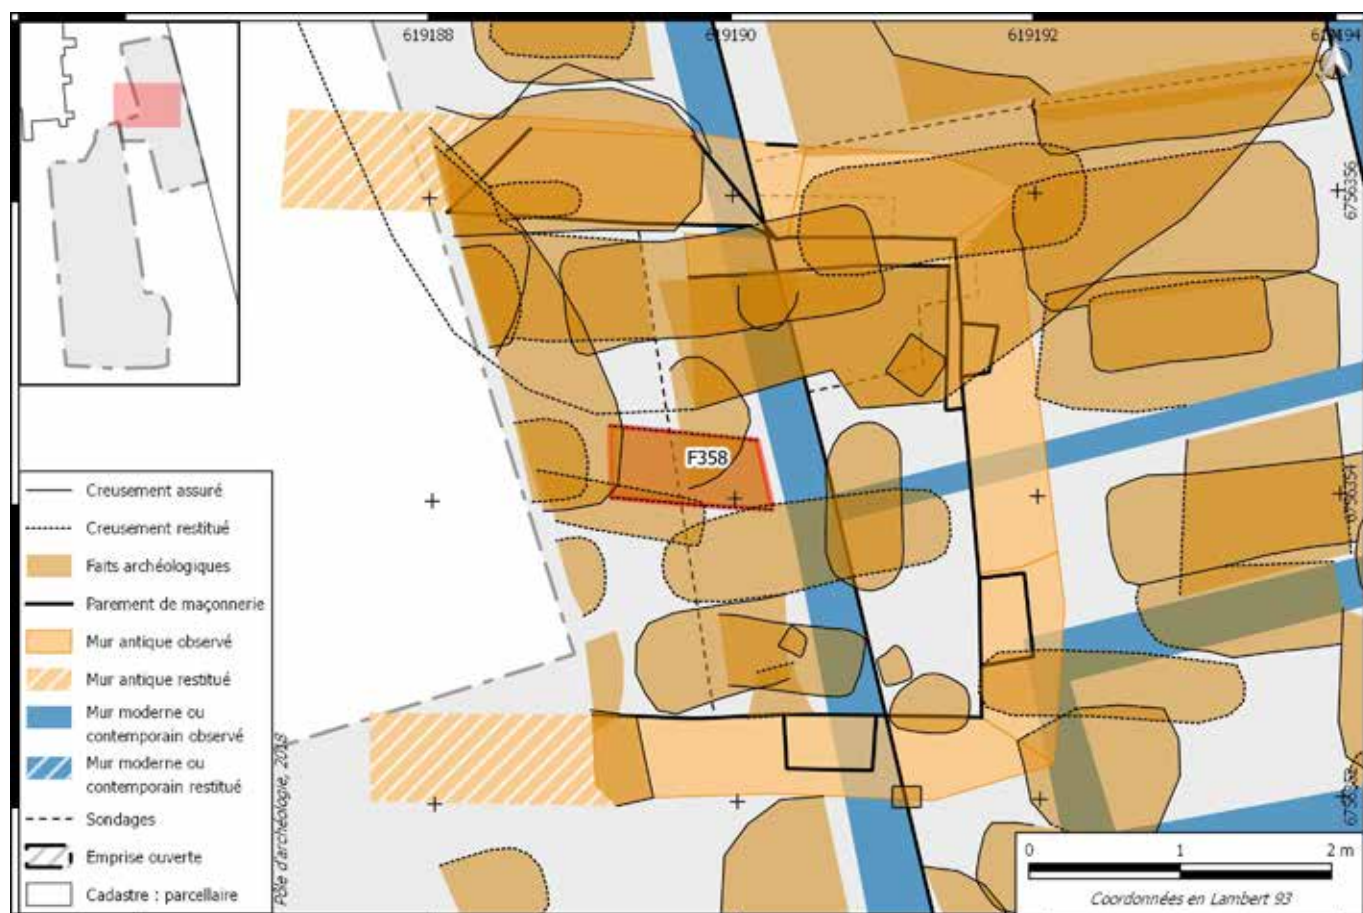 619188
619190
619192
6756356
F358
6756354
Creusement assuré
Creusement restitué
Faits archéologiques
Parement de maçonnerie
Mur antique observé
Mur antique restitué
Mur moderne ou
contemporain observé
Mur moderne ou
contemporain restitué
Sondages
Emprise ouverte
Cadastre : parcellaire
Pôle d'archéologie, 2018
0 1 2 m
Coordonnées en Lambert 93